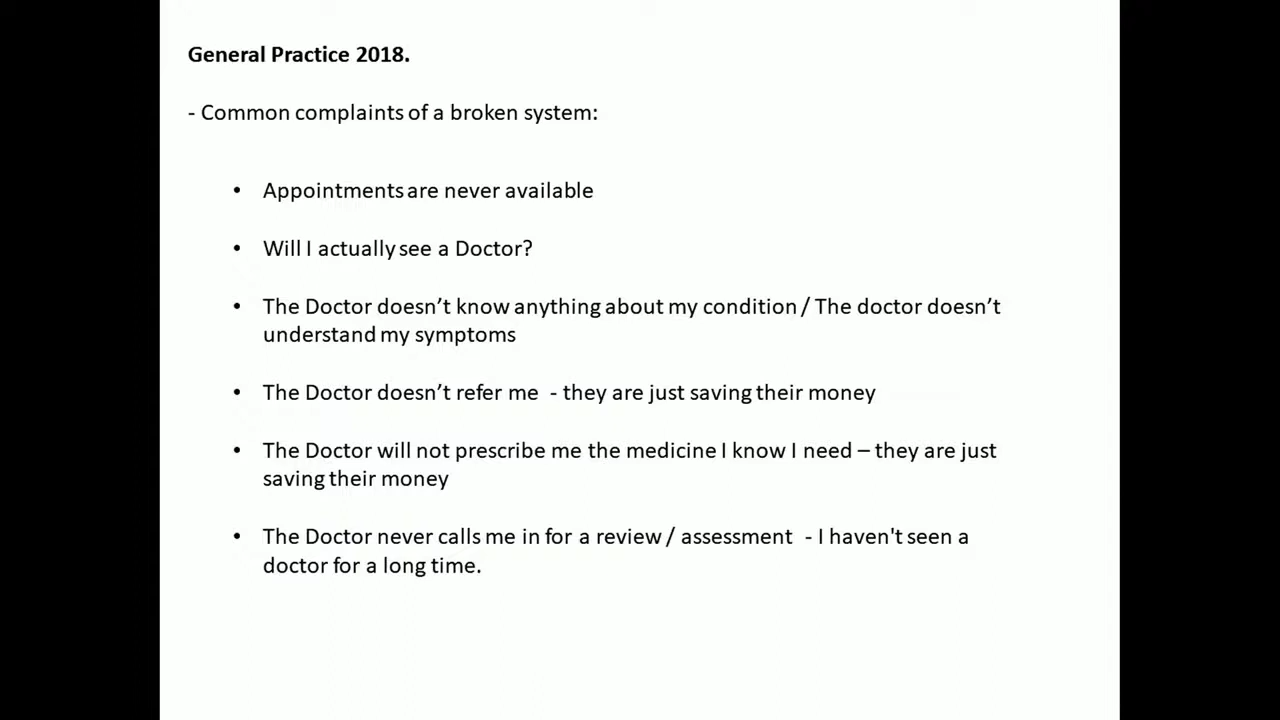 General Practice 2018.
- Common complaints of a broken system:
• Appointments are never available
• Will I actually see a Doctor?
• The Doctor doesn’t know anything about my condition / The doctor doesn’t
understand my symptoms
• The Doctor doesn’t refer me - they are just saving their money
• The Doctor will not prescribe me the medicine I know I need – they are just
saving their money
• The Doctor never calls me in for a review / assessment - I haven't seen a
doctor for a long time.